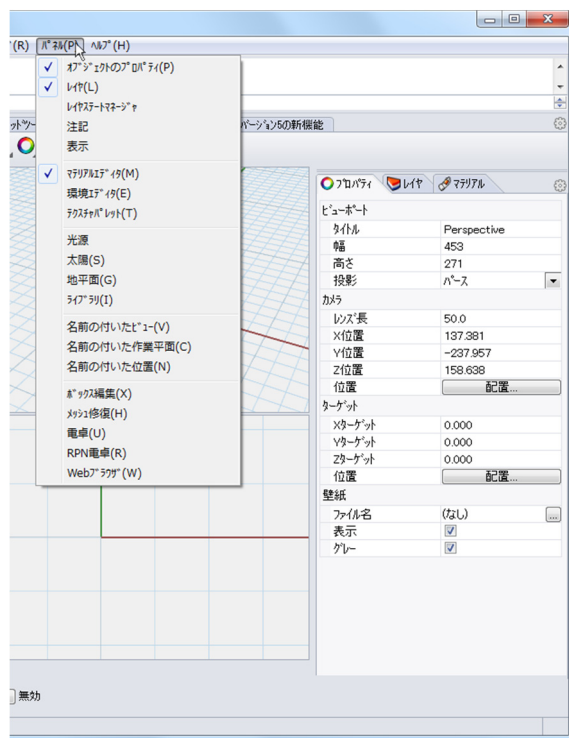 (R) ﾊﾟﾈﾙ(P) ﾍﾙﾌﾟ(H)
ｵﾌﾞｼﾞｪｸﾄのﾌﾟﾛﾊﾟﾃｨ(P)
ﾚｲﾔ(L)
ﾚｲﾔｽﾃｰﾄﾏﾈｰｼﾞｬ
注記
表示
ﾏﾃﾘｱﾙｴﾃﾞｨﾀ(M)
環境ｴﾃﾞｨﾀ(E)
ﾃｸｽﾁｬﾊﾟﾚｯﾄ(T)
光源
太陽(S)
地平面(G)
ﾗｲﾌﾞﾗﾘ(I)
名前の付いたﾋﾞｭｰ(V)
名前の付いた作業平面(C)
名前の付いた位置(N)
ﾎﾞｯｸｽ編集(X)
ﾒｯｼｭ修復(H)
電卓(U)
RPN電卓(R)
Webﾌﾞﾗｳｻﾞ(W)
ﾊﾞｰｼﾞｮﾝ5の新機能
ﾌﾟﾛﾊﾟﾃｨ ﾚｲﾔ ﾏﾃﾘｱﾙ
ﾋﾞｭｰﾎﾟｰﾄ
ﾀｲﾄﾙ Perspective
幅 453
高さ 271
投影 ﾊﾟｰｽ
ｶﾒﾗ
ﾚﾝｽﾞ長 50.0
X位置 137.381
Y位置 -237.957
Z位置 158.638
位置 配置...
ﾀｰｹﾞｯﾄ
Xﾀｰｹﾞｯﾄ 0.000
Yﾀｰｹﾞｯﾄ 0.000
Zﾀｰｹﾞｯﾄ 0.000
位置 配置...
壁紙
ﾌｧｲﾙ名 (なし) ...
表示
ｸﾞﾚｰ
無効